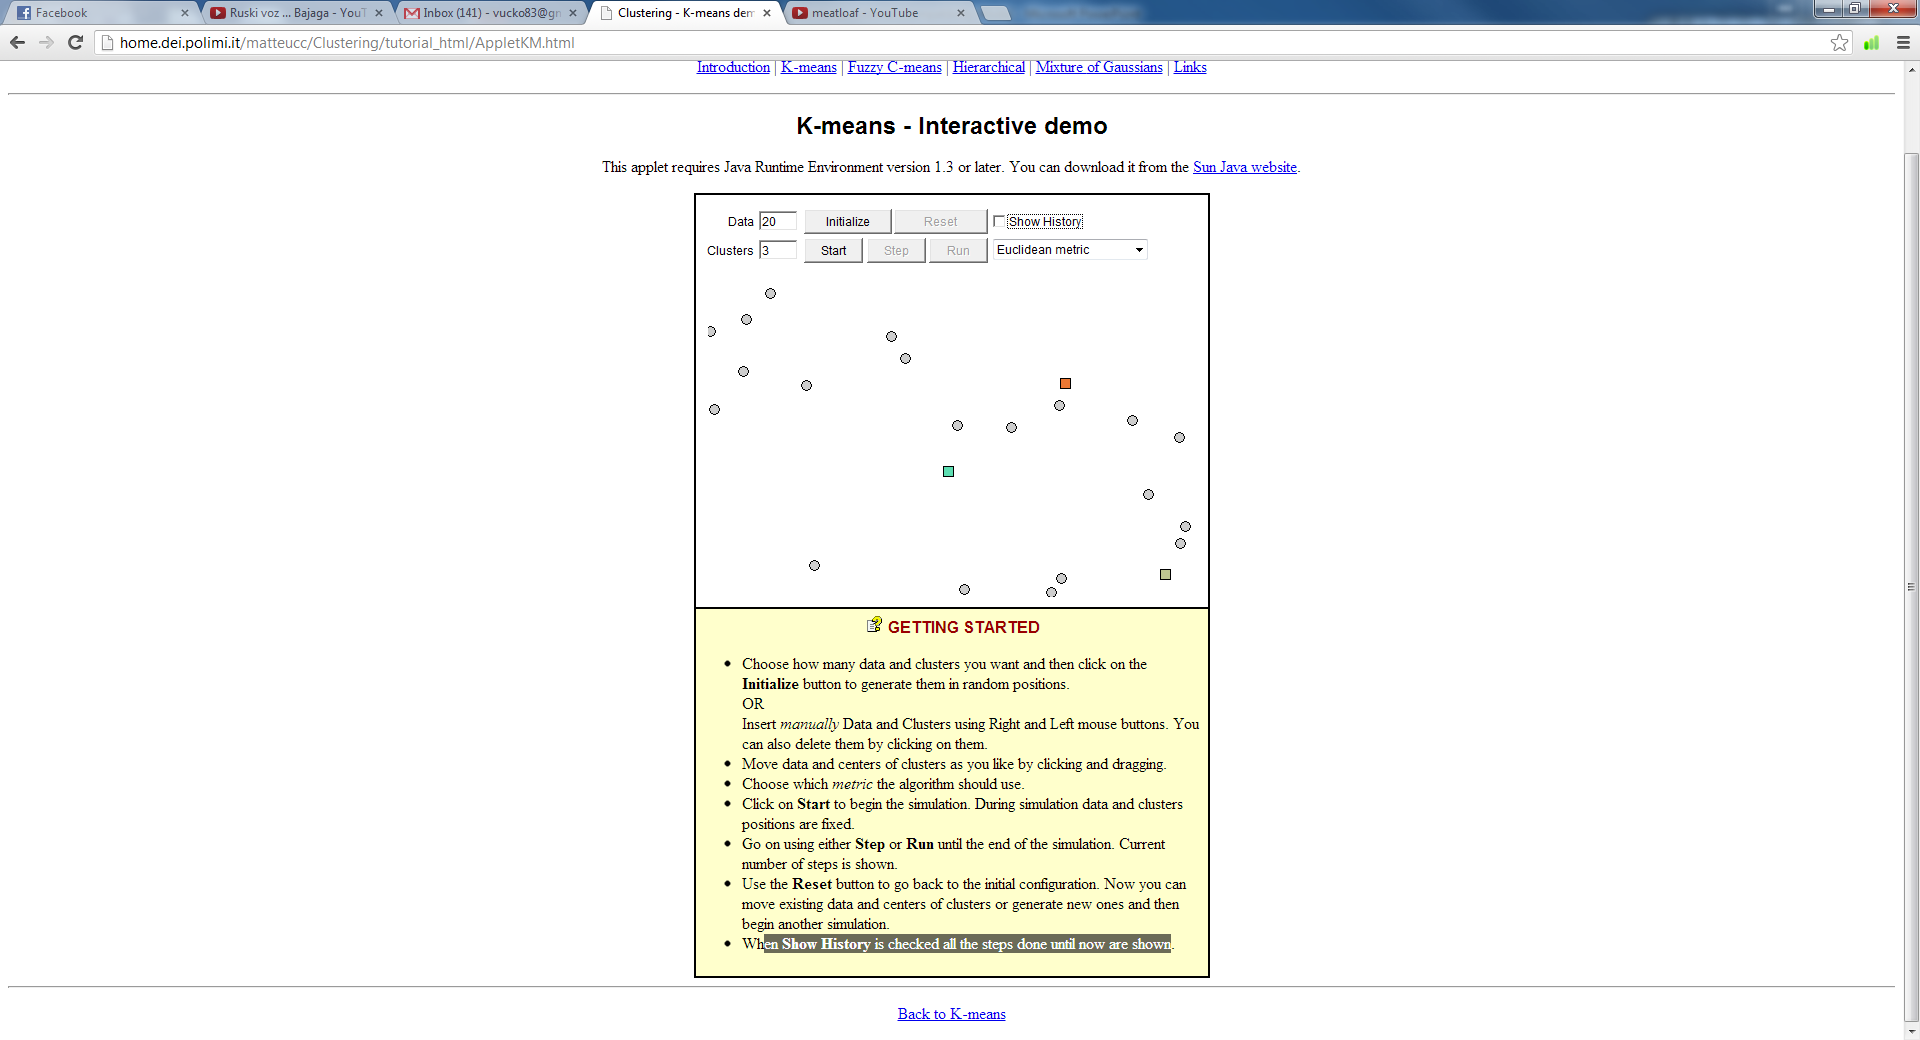 Facebook
Ruski voz ... Bajaga - YouT
Inbox (141) - vucko83@gm
Clustering - K-means dem
meatloaf - YouTube
home.dei.polimi.it/matteucc/Clustering/tutorial_html/AppletKM.html
Introduction | K-means | Fuzzy C-means | Hierarchical | Mixture of Gaussians | Links
K-means - Interactive demo
This applet requires Java Runtime Environment version 1.3 or later. You can download it from the Sun Java website.
Data 20 Initialize Reset Show History
Clusters 3 Start Step Run Euclidean metric
GETTING STARTED
Choose how many data and clusters you want and then click on the
Initialize button to generate them in random positions.
OR
Insert manually Data and Clusters using Right and Left mouse buttons. You
can also delete them by clicking on them.
Move data and centers of clusters as you like by clicking and dragging.
Choose which metric the algorithm should use.
Click on Start to begin the simulation. During simulation data and clusters
positions are fixed.
Go on using either Step or Run until the end of the simulation. Current
number of steps is shown.
Use the Reset button to go back to the initial configuration. Now you can
move existing data and centers of clusters or generate new ones and then
begin another simulation.
When Show History is checked all the steps done until now are shown.
Back to K-means